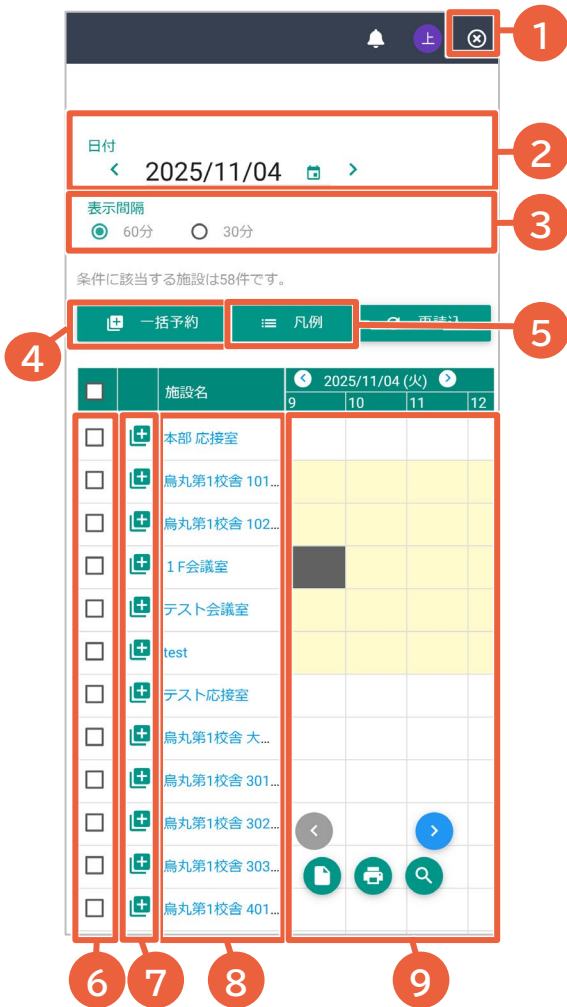 上
1
日付
2025/11/04
2
表示間隔
60分 30分
3
条件に該当する施設は58件です。
一括予約 凡例 再読込
4
5
施設名 2025/11/04 (火)
9 10 11 12
本部 応接室
烏丸第1校舎 101...
烏丸第1校舎 102...
１F会議室
テスト会議室
test
テスト応接室
烏丸第1校舎 大...
烏丸第1校舎 301...
烏丸第1校舎 302...
烏丸第1校舎 303...
烏丸第1校舎 401...
6 7 8 9